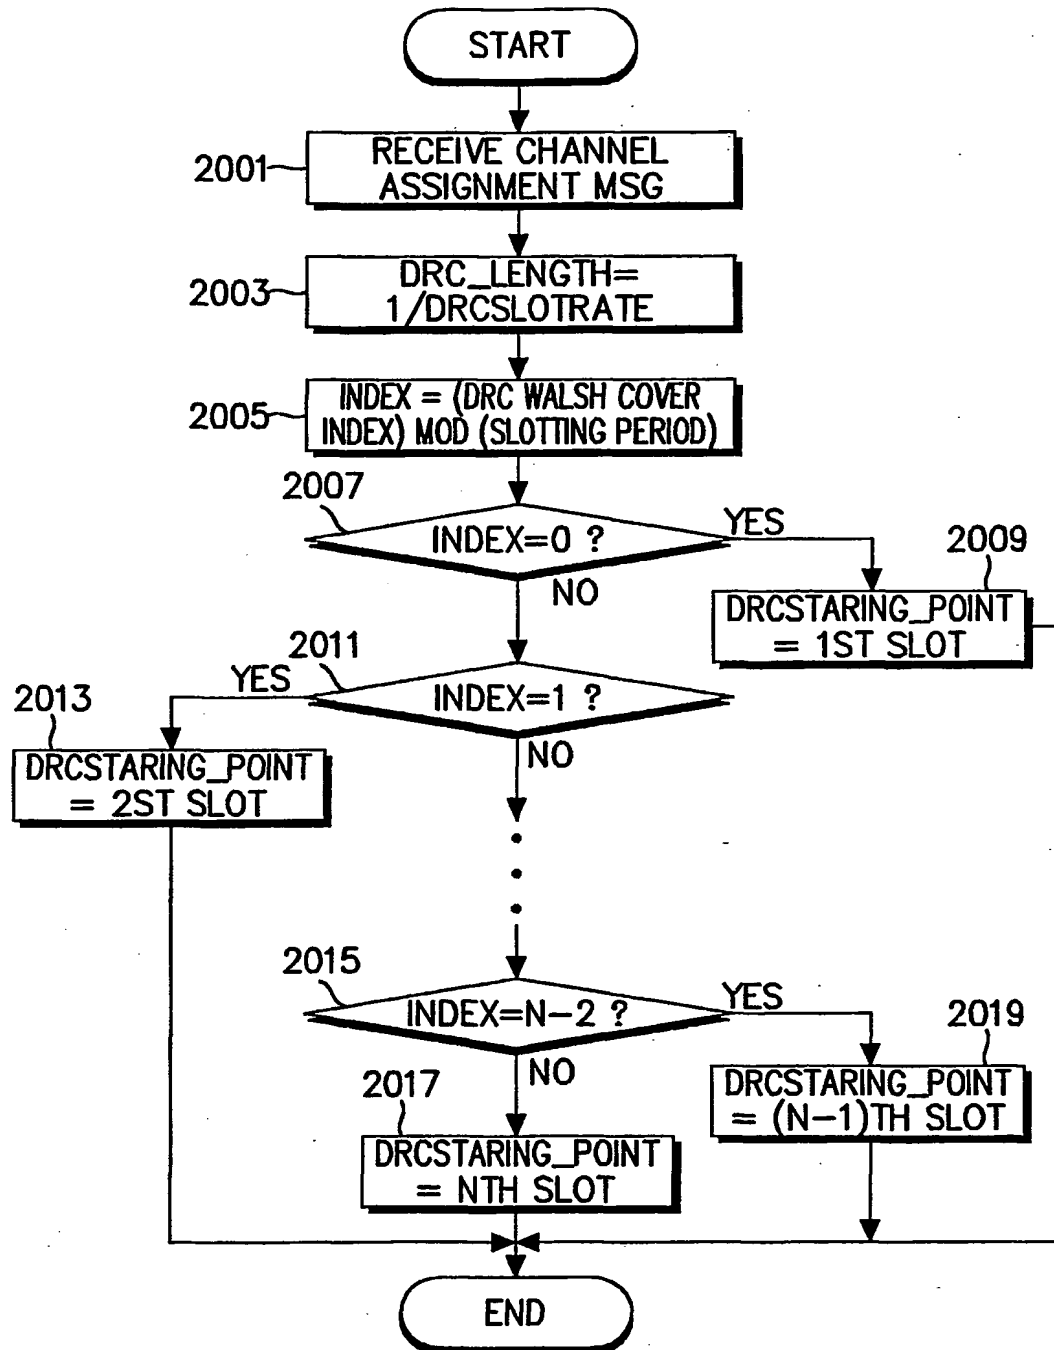 START
2001
RECEIVE CHANNEL
ASSIGNMENT MSG
2003
DRC_LENGTH=
1/DRCSLOTRATE
2005
INDEX = (DRC WALSH COVER
INDEX) MOD (SLOTTING PERIOD)
2007
INDEX=0 ?
YES
NO
2009
DRCSTARING_POINT
= 1ST SLOT
2011
INDEX=1 ?
YES
NO
2013
DRCSTARING_POINT
= 2ST SLOT
2015
INDEX=N-2 ?
YES
NO
2019
DRCSTARING_POINT
= (N-1)TH SLOT
2017
DRCSTARING_POINT
= NTH SLOT
END